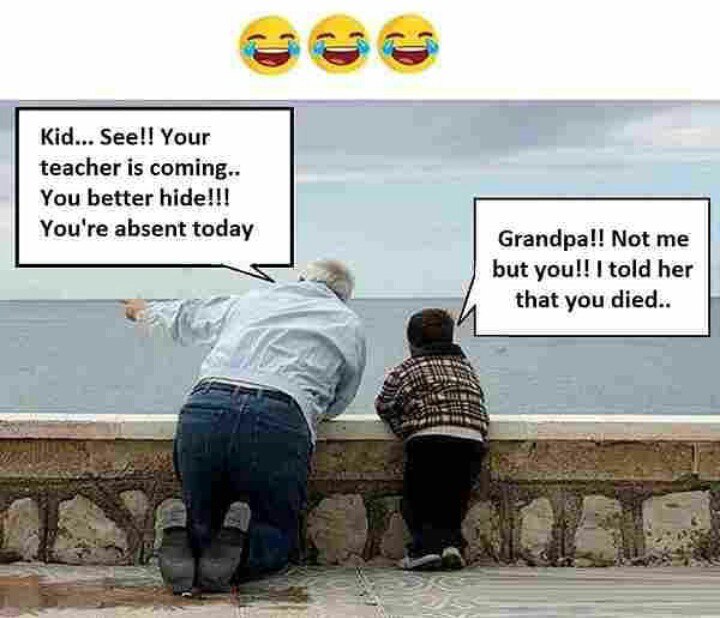 Kid... See!! Your
teacher is coming..
You better hide!!!
You're absent today
Grandpa!! Not me
but you!! I told her
that you died..